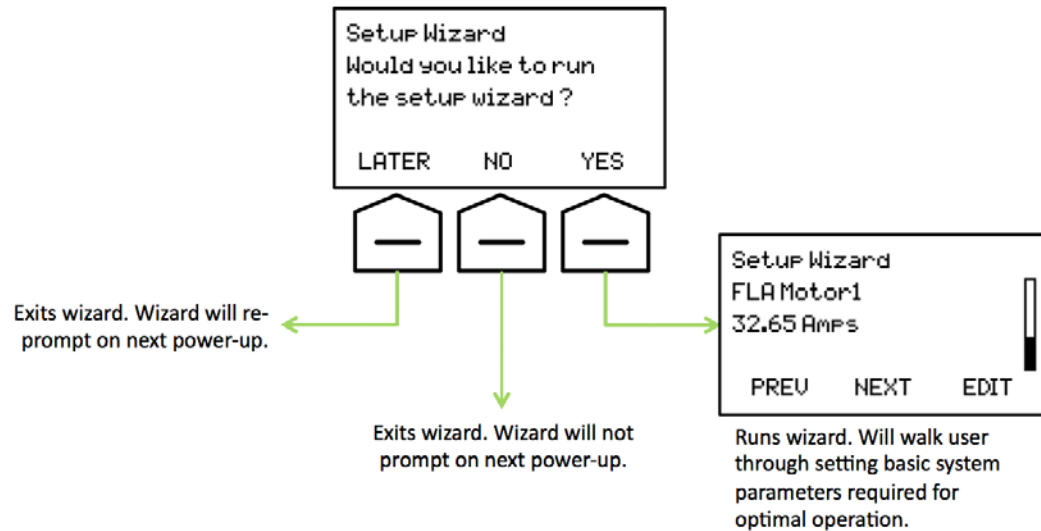 Setup Wizard
Would you like to run
the setup wizard ?
LATER NO YES
Setup Wizard
FLA Motor1
32.65 Amps
PREV NEXT EDIT
Exits wizard. Wizard will re-
prompt on next power-up.
Exits wizard. Wizard will not
prompt on next power-up.
Runs wizard. Will walk user
through setting basic system
parameters required for
optimal operation.